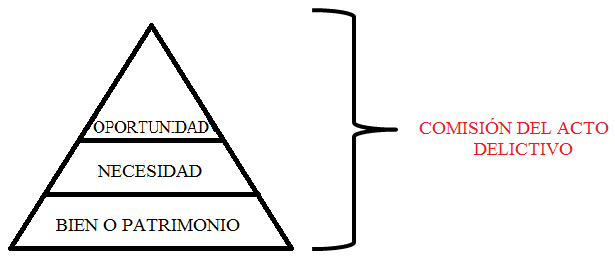 OPORTUNIDAD
NECESIDAD
BIEN O PATRIMONIO
COMISIÓN DEL ACTO
DELICTIVO